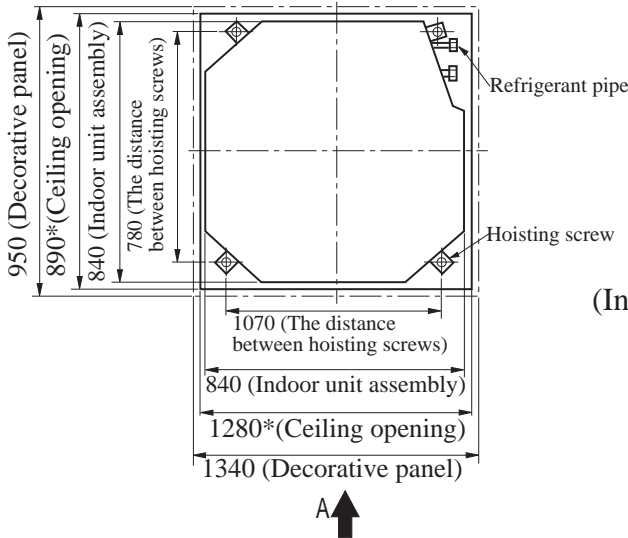 950 (Decorative panel)
890*(Ceiling opening)
840 (Indoor unit assembly)
780 (The distance
between hoisting screws)
Refrigerant pipe
Hoisting screw
(In
1070 (The distance
between hoisting screws)
840 (Indoor unit assembly)
1280*(Ceiling opening)
1340 (Decorative panel)
A